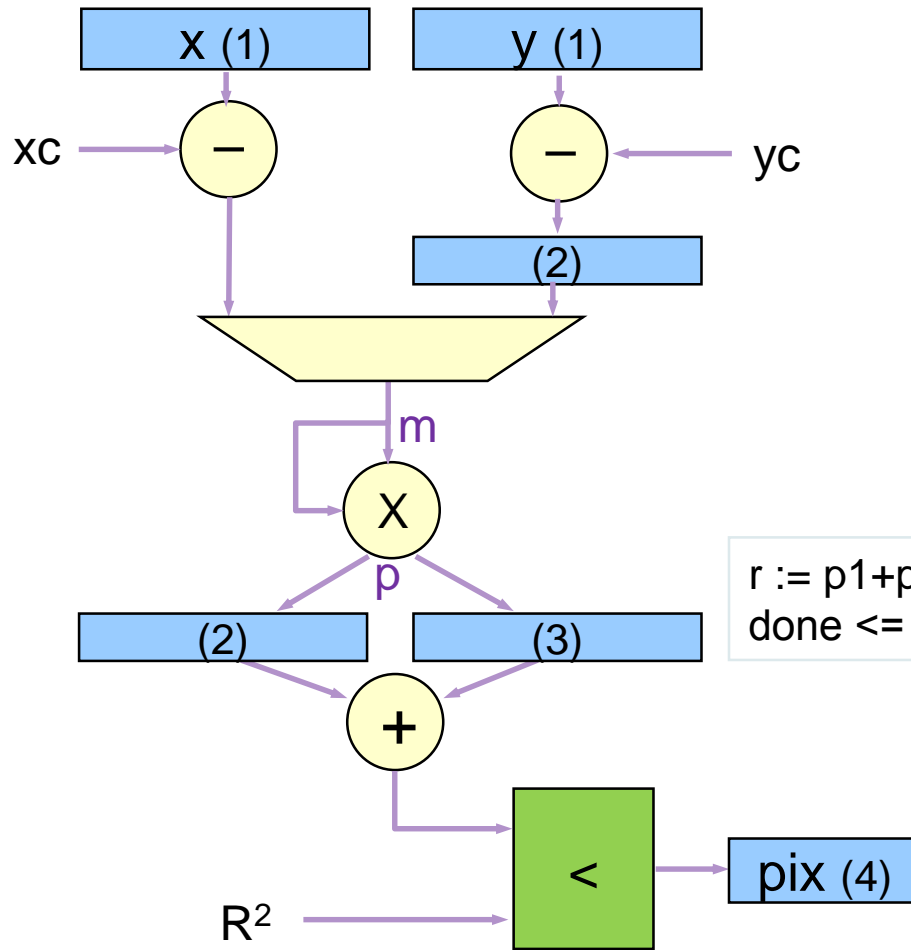 x (1)
y (1)
−
−
xc
yc
(2)
m
X
p
r := p1+p
done <=
(2)
(3)
+
<
pix (4)
R²